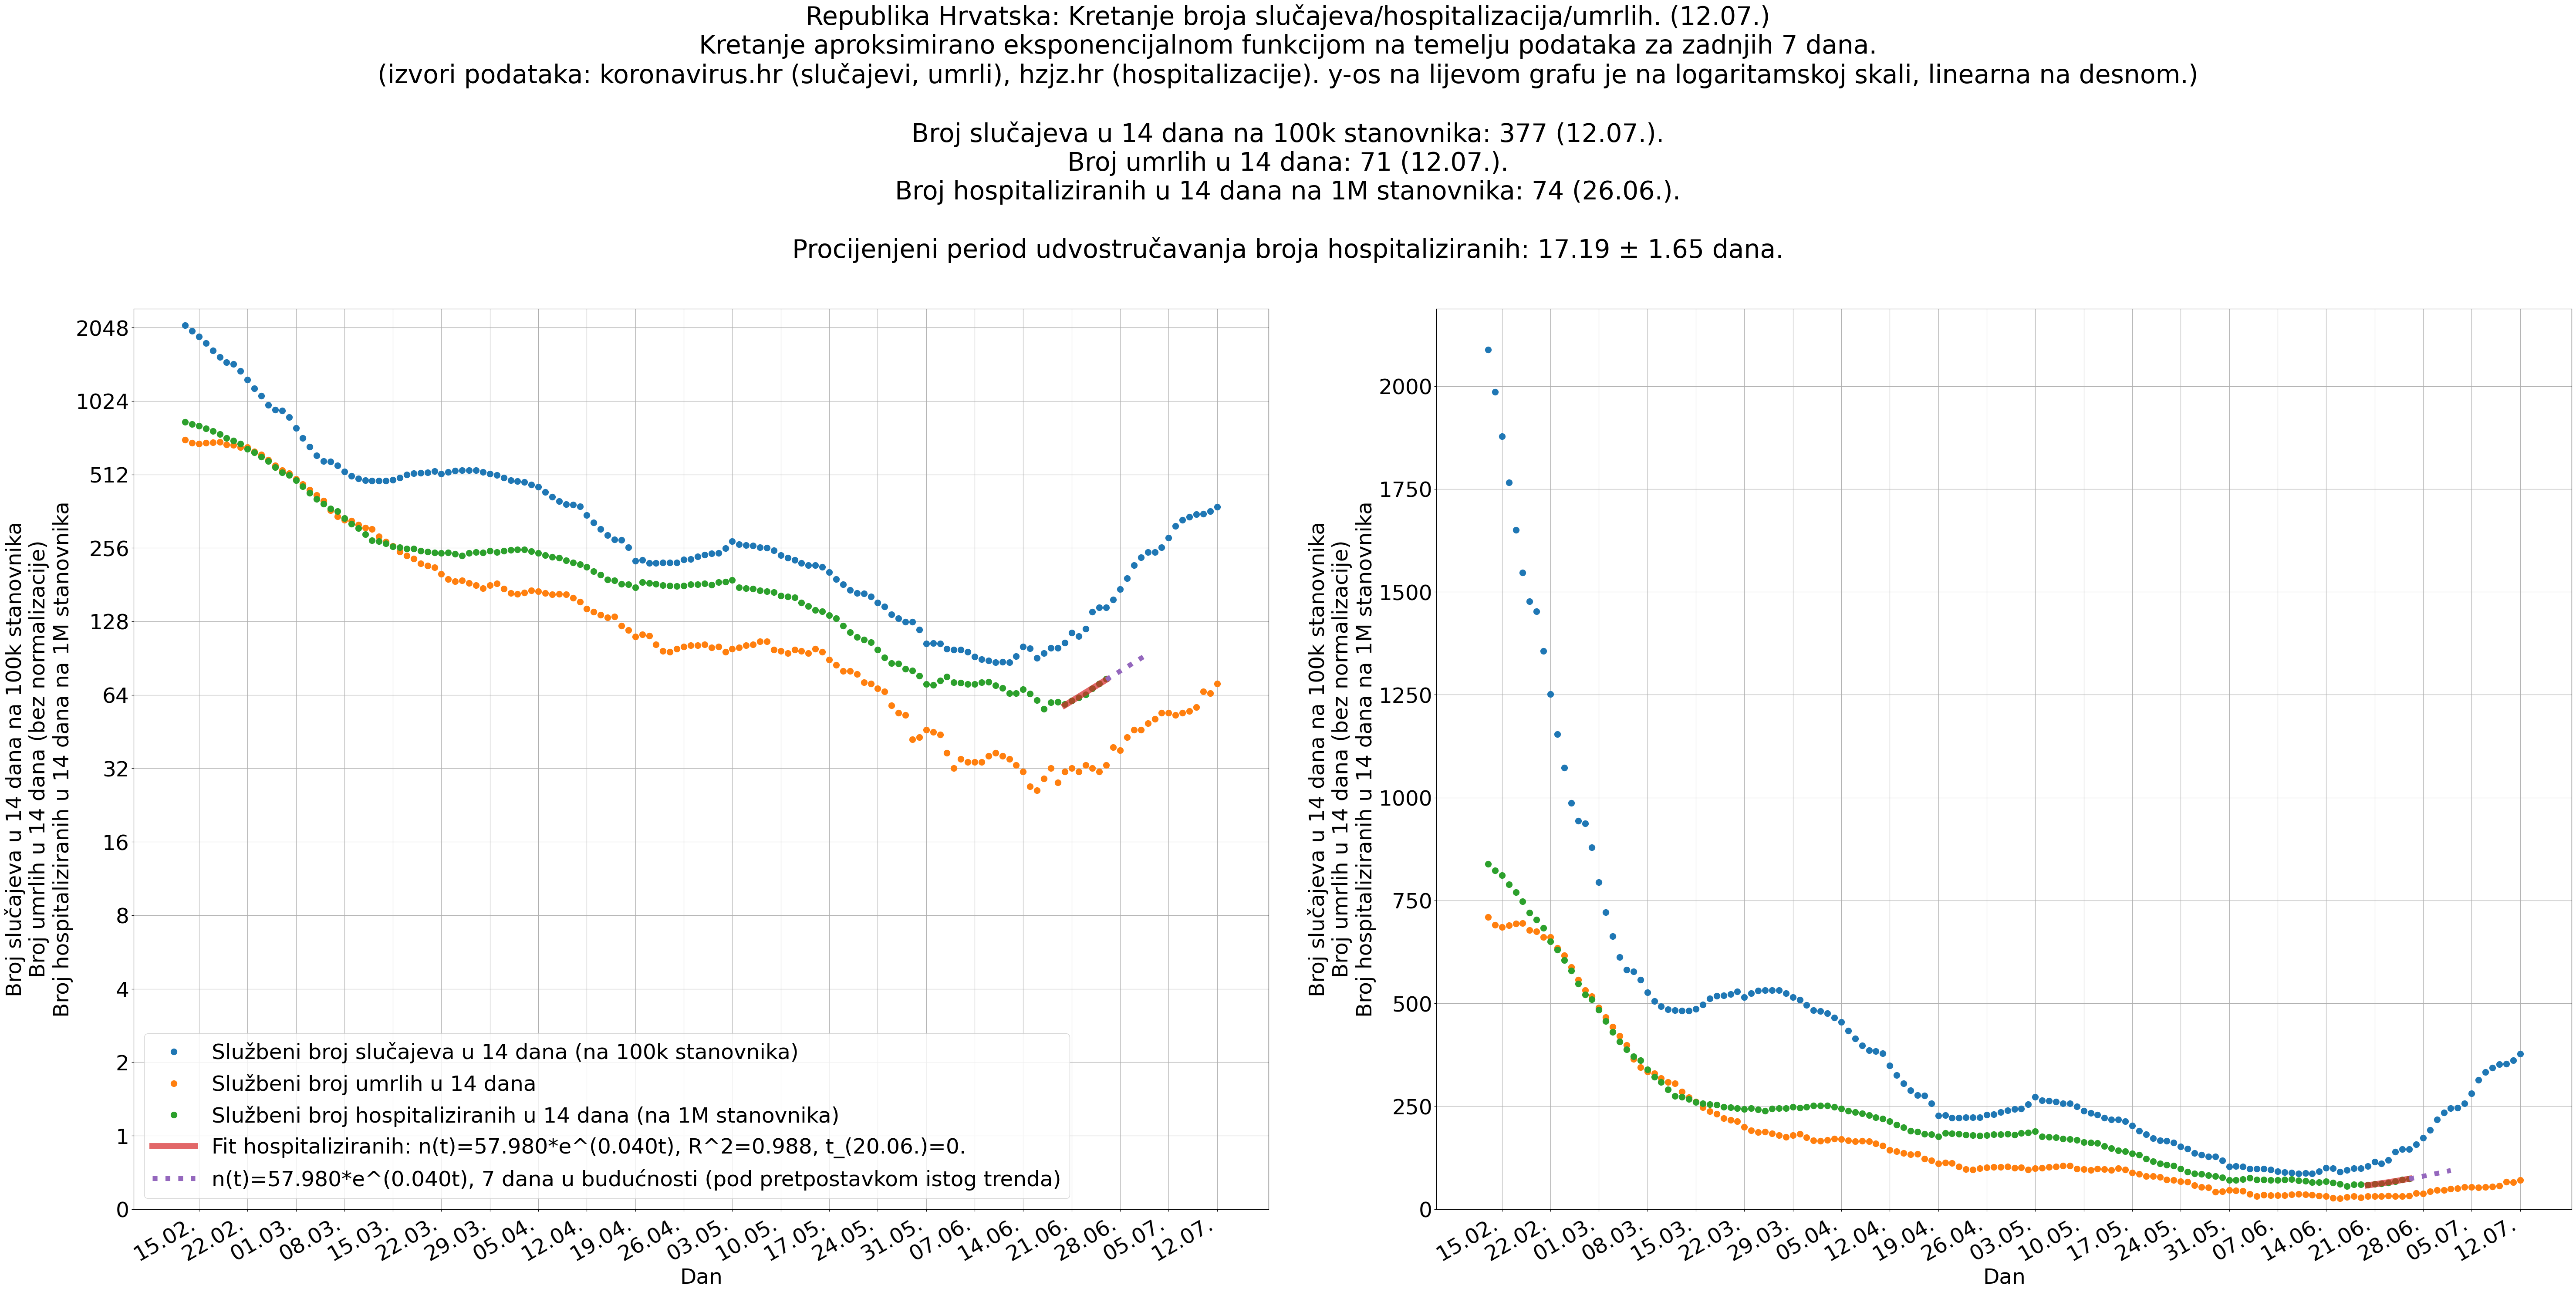 Republika Hrvatska: Kretanje broja slučajeva/hospitalizacija/umrlih. (12.07.)
Kretanje aproksimirano eksponencijalnom funkcijom na temelju podataka za zadnjih 7 dana.
(izvori podataka: koronavirus.hr (slučajevi, umrli), hzjz.hr (hospitalizacije). y-os na lijevom grafu je na logaritamskoj skali, linearna na desnom.)
Broj slučajeva u 14 dana na 100k stanovnika: 377 (12.07.).
Broj umrlih u 14 dana: 71 (12.07.).
Broj hospitaliziranih u 14 dana na 1M stanovnika: 74 (26.06.).
Procijenjeni period udvostručavanja broja hospitaliziranih: 17.19 ± 1.65 dana.
Broj slučajeva u 14 dana na 100k stanovnika
Broj umrlih u 14 dana (bez normalizacije)
Broj hospitaliziranih u 14 dana na 1M stanovnika
2048
1024
512
256
128
64
32
16
8
4
2
1
0
Službeni broj slučajeva u 14 dana (na 100k stanovnika)
Službeni broj umrlih u 14 dana
Službeni broj hospitaliziranih u 14 dana (na 1M stanovnika)
Fit hospitaliziranih: n(t)=57.980*e^(0.040t), R^2=0.988, t_(20.06.)=0.
n(t)=57.980*e^(0.040t), 7 dana u budućnosti (pod pretpostavkom istog trenda)
15.02. 22.02. 01.03. 08.03. 15.03. 22.03. 29.03. 05.04. 12.04. 19.04. 26.04. 03.05. 10.05. 17.05. 24.05. 31.05. 07.06. 14.06. 21.06. 28.06. 05.07. 12.07.
Dan
Broj slučajeva u 14 dana na 100k stanovnika
Broj umrlih u 14 dana (bez normalizacije)
Broj hospitaliziranih u 14 dana na 1M stanovnika
2000
1750
1500
1250
1000
750
500
250
0
15.02. 22.02. 01.03. 08.03. 15.03. 22.03. 29.03. 05.04. 12.04. 19.04. 26.04. 03.05. 10.05. 17.05. 24.05. 31.05. 07.06. 14.06. 21.06. 28.06. 05.07. 12.07.
Dan